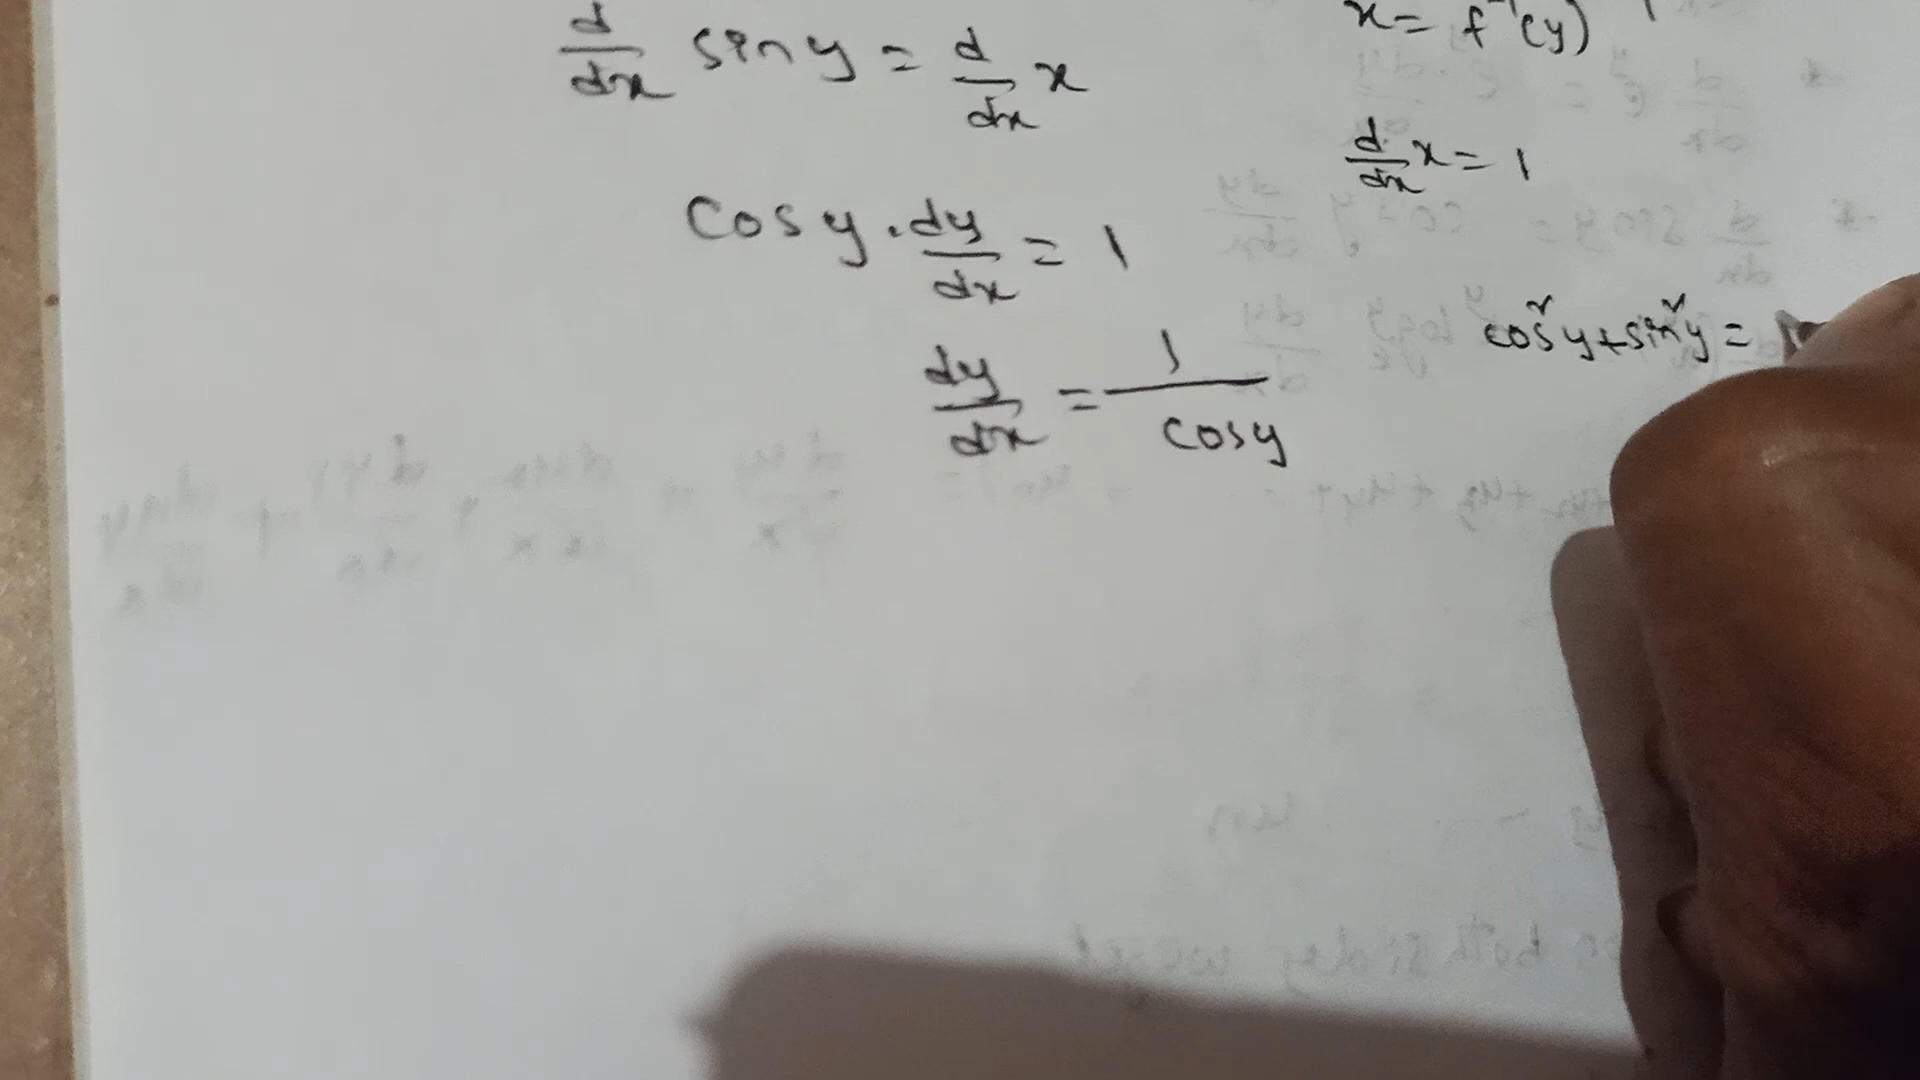 d/dx sin y = d/dx x
x = f⁻¹(y)
d/dx x = 1
cos y . dy/dx = 1
cos²y + sin²y =
dy/dx = 1/cos y